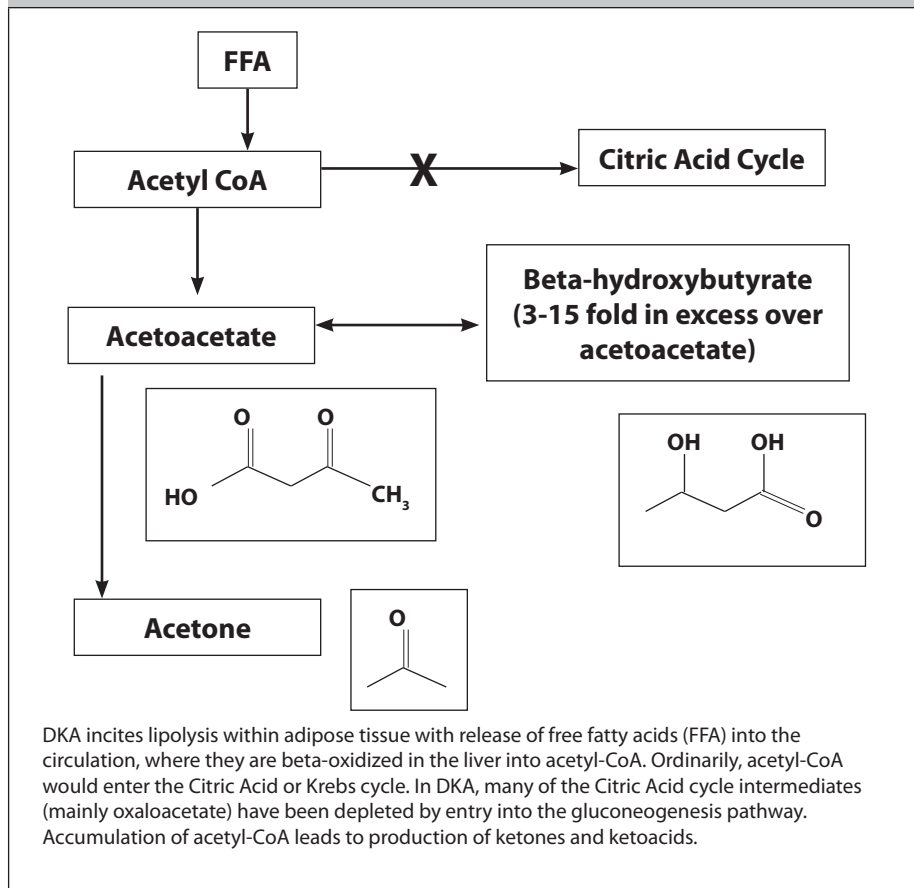 FFA
Acetyl CoA
X
Citric Acid Cycle
Acetoacetate
Beta-hydroxybutyrate
(3-15 fold in excess over
acetoacetate)
O
O
HO
CH₃
OH
OH
O
Acetone
O
DKA incites lipolysis within adipose tissue with release of free fatty acids (FFA) into the
circulation, where they are beta-oxidized in the liver into acetyl-CoA. Ordinarily, acetyl-CoA
would enter the Citric Acid or Krebs cycle. In DKA, many of the Citric Acid cycle intermediates
(mainly oxaloacetate) have been depleted by entry into the gluconeogenesis pathway.
Accumulation of acetyl-CoA leads to production of ketones and ketoacids.